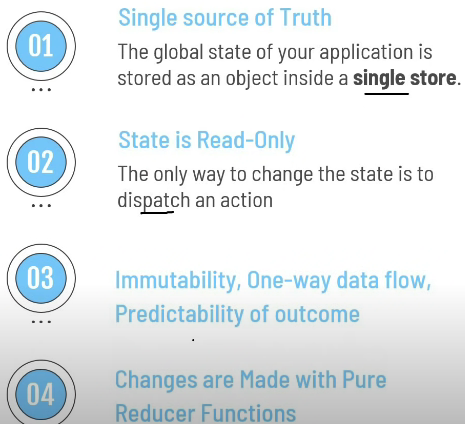 01
Single source of Truth
The global state of your application is
stored as an object inside a single store.
02
State is Read-Only
The only way to change the state is to
dispatch an action
03
Immutability, One-way data flow,
Predictability of outcome
04
Changes are Made with Pure
Reducer Functions